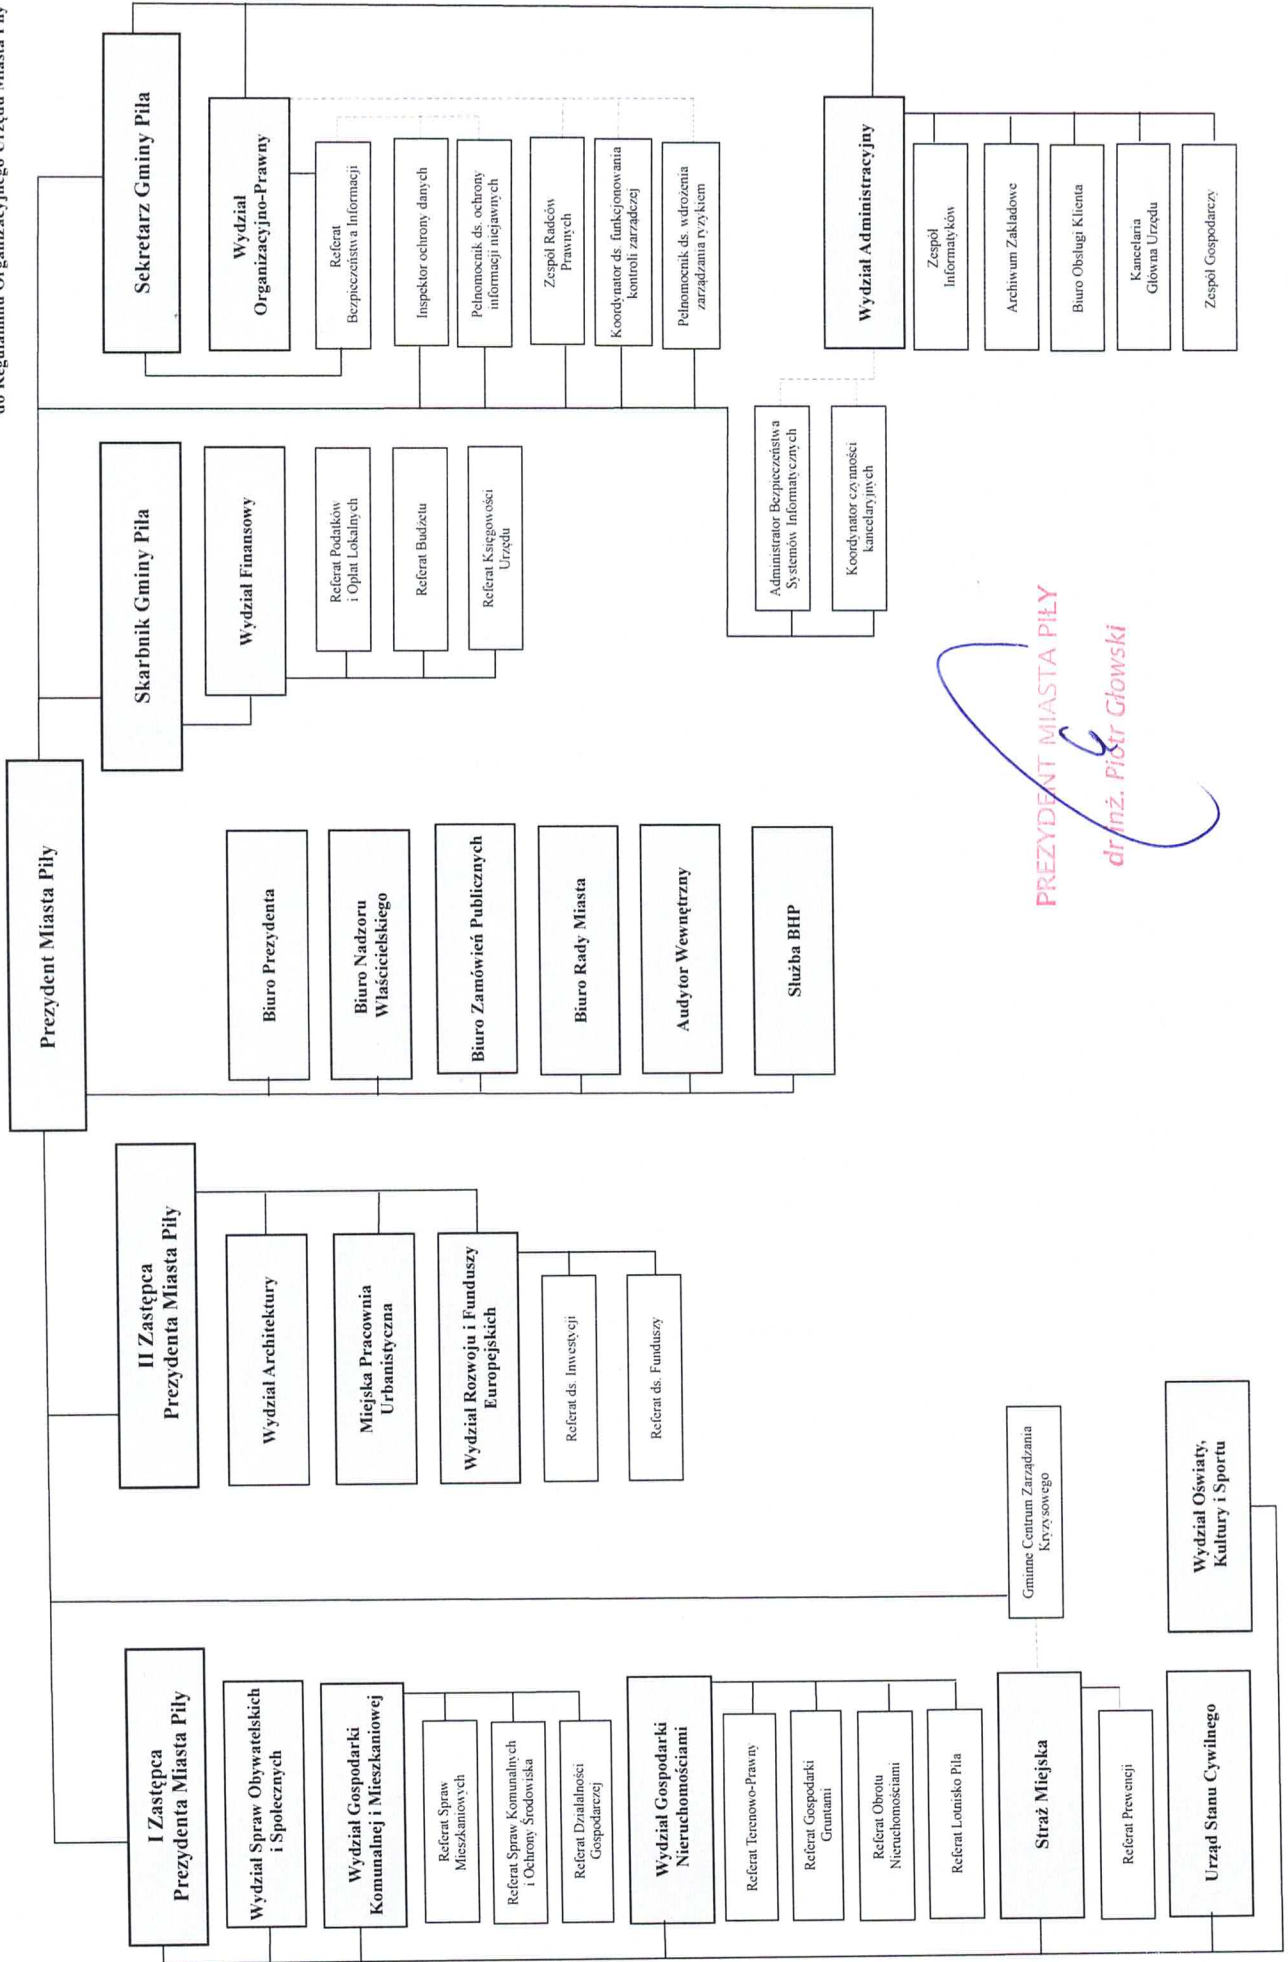 do Regulaminu Organizacyjnego Urzędu Miasta Piły
Prezydent Miasta Piły
I Zastępca
Prezydenta Miasta Piły
Wydział Spraw Obywatelskich
i Społecznych
Wydział Gospodarki
Komunalnej i Mieszkaniowej
Referat Spraw
Mieszkaniowych
Referat Spraw Komunalnych
i Ochrony Środowiska
Referat Działalności
Gospodarczej
Wydział Gospodarki
Nieruchomościami
Referat Terenowo-Prawny
Referat Gospodarki
Gruntami
Referat Obrotu
Nieruchomościami
Referat Lotnisko Piła
Straż Miejska
Referat Prewencji
Gminne Centrum Zarządzania
Kryzysowego
Urząd Stanu Cywilnego
Wydział Oświaty,
Kultury i Sportu
II Zastępca
Prezydenta Miasta Piły
Wydział Architektury
Miejska Pracownia
Urbanistyczna
Wydział Rozwoju i Funduszy
Europejskich
Referat ds. Inwestycji
Referat ds. Funduszy
Biuro Prezydenta
Biuro Nadzoru
Właścicielskiego
Biuro Zamówień Publicznych
Biuro Rady Miasta
Audytor Wewnętrzny
Służba BHP
Skarbnik Gminy Piła
Wydział Finansowy
Referat Podatków
i Opłat Lokalnych
Referat Budżetu
Referat Księgowości
Urzędu
Sekretarz Gminy Piła
Wydział
Organizacyjno-Prawny
Referat
Bezpieczeństwa Informacji
Inspektor ochrony danych
Pełnomocnik ds. ochrony
informacji niejawnych
Zespół Radców
Prawnych
Koordynator ds. funkcjonowania
kontroli zarządczej
Pełnomocnik ds. wdrożenia
zarządzania ryzykiem
Administrator Bezpieczeństwa
Systemów Informatycznych
Koordynator czynności
kancelaryjnych
Wydział Administracyjny
Zespół
Informatyków
Archiwum Zakładowe
Biuro Obsługi Klienta
Kancelaria
Główna Urzędu
Zespół Gospodarczy
PREZYDENT MIASTA PIŁY
dr inż. Piotr Głowski